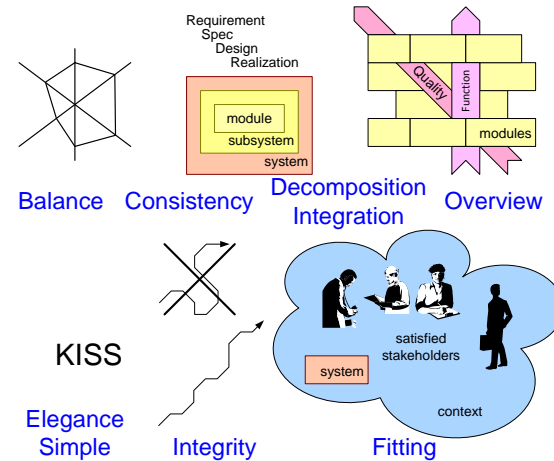 Requirement
Spec
Design
Realization
module
subsystem
system
Quality
Function
modules
Balance
Consistency
Decomposition
Integration
Overview
KISS
satisfied
stakeholders
system
context
Elegance
Simple
Integrity
Fitting